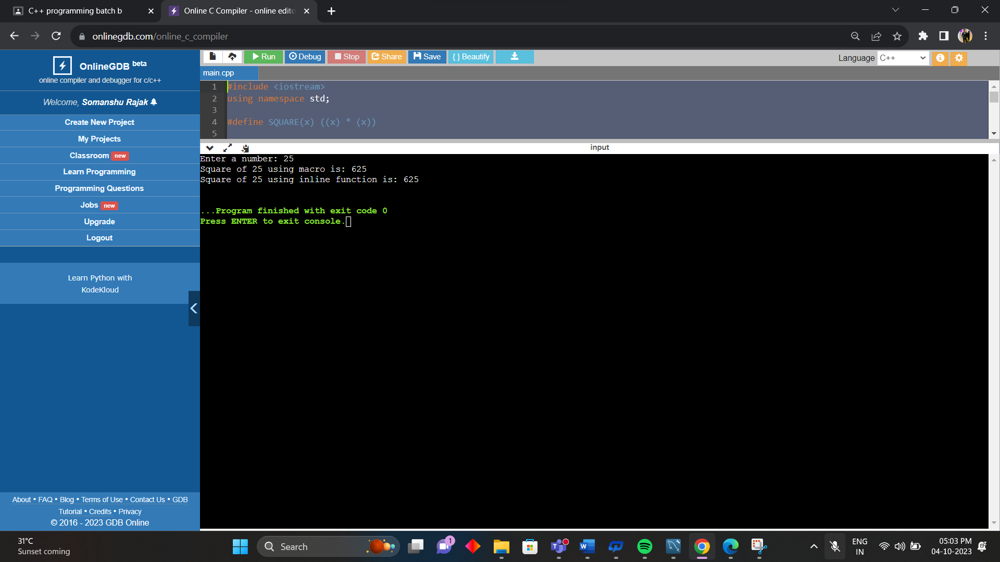 C++ programming batch b
Online C Compiler - online edito
onlinegdb.com/online_c_compiler
OnlineGDB beta
online compiler and debugger for c/c++
Welcome, Somanshu Rajak
Create New Project
My Projects
Classroom new
Learn Programming
Programming Questions
Jobs new
Upgrade
Logout
Learn Python with
KodeKloud
About • FAQ • Blog • Terms of Use • Contact Us • GDB
Tutorial • Credits • Privacy
© 2016 - 2023 GDB Online
Run Debug Stop Share Save { } Beautify
Language C++
main.cpp
1 #include <iostream>
2 using namespace std;
3
4 #define SQUARE(x) ((x) * (x))
5
input
Enter a number: 25
Square of 25 using macro is: 625
Square of 25 using inline function is: 625
...Program finished with exit code 0
Press ENTER to exit console.
31°C
Sunset coming
Search
1
ENG
IN
05:03 PM
04-10-2023